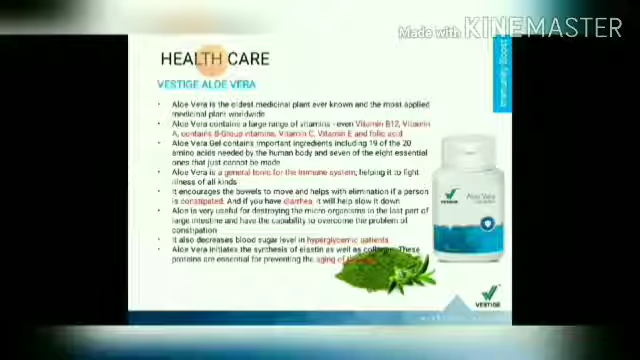 Made with KINEMASTER
HEALTH CARE
VESTIGE ALOE VERA
Immunity Boost
• Aloe Vera is the oldest medicinal plant ever known and the most applied
medicinal plant worldwide
• Aloe Vera contains a large range of vitamins - even Vitamin B12, Vitamin
A, contains B-Group vitamins, Vitamin C, Vitamin E and folic acid
• Aloe Vera Gel contains important ingredients including 19 of the 20
amino acids needed by the human body and seven of the eight essential
ones that just cannot be made
• Aloe Vera is a general tonic for the immune system, helping it to fight
illness of all kinds
• It encourages the bowels to move and helps with elimination if a person
is constipated. And if you have diarrhea, it will help slow it down
• Aloe is very useful for destroying the micro organisms in the last part of
large intestine and have the capability to overcome the problem of
constipation
• It also decreases blood sugar level in hyperglycemic patients
• Aloe Vera initiates the synthesis of elastin as well as collagen. These
proteins are essential for preventing the aging of the
VESTIGE
Aloe Vera
VESTIGE